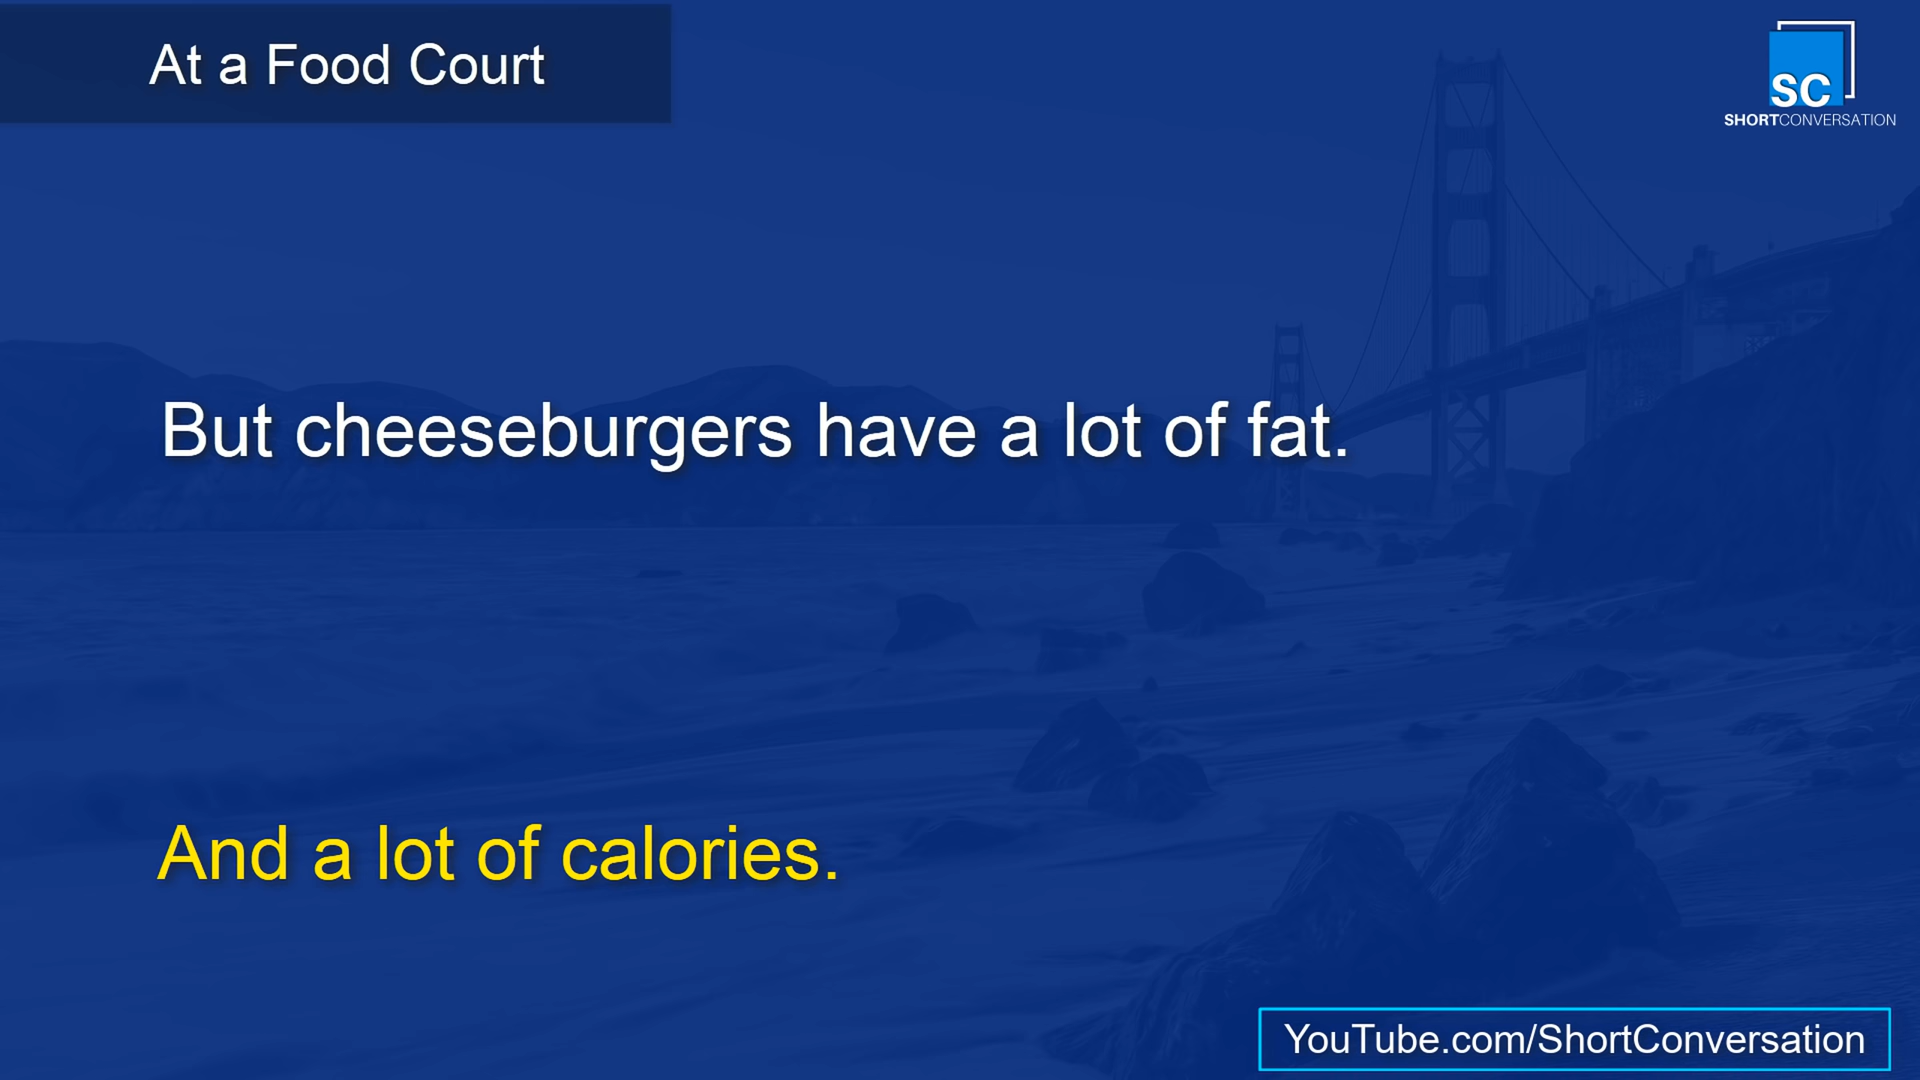 At a Food Court
SC
SHORTCONVERSATION
But cheeseburgers have a lot of fat.
And a lot of calories.
YouTube.com/ShortConversation